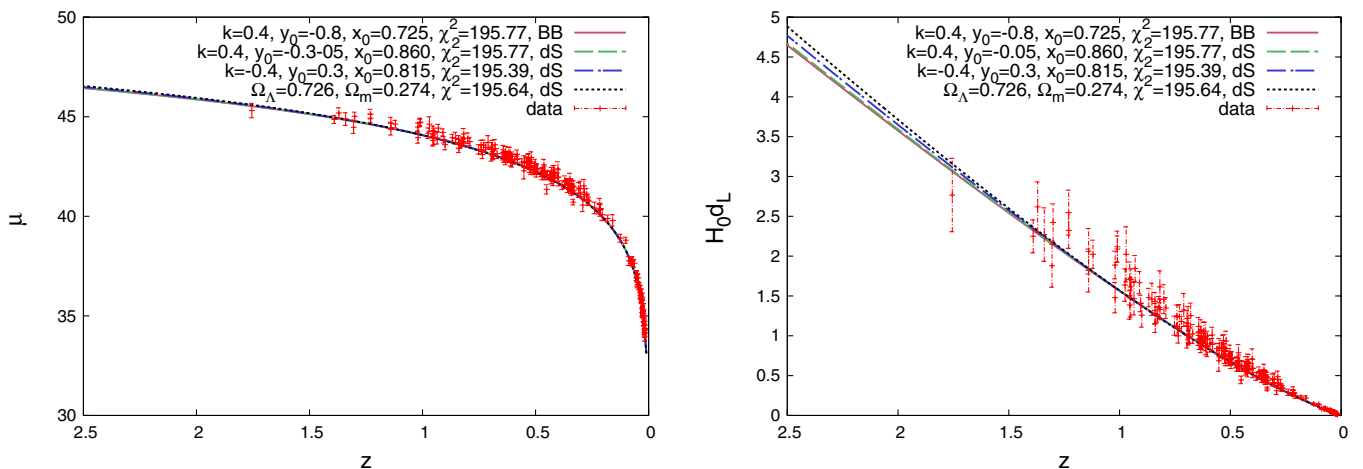 50
45
40
35
30
μ
2.5
2
1.5
1
0.5
0
z
k=0.4, y₀=-0.8, x₀=0.725, χ²=195.77, BB
k=0.4, y₀=-0.3-05, x₀=0.860, χ₂=195.77, dS
k=-0.4, y₀=0.3, x₀=0.815, χ₂=195.39, dS
Ω_Λ=0.726, Ω_m=0.274, χ²=195.64, dS
data
5
4.5
4
3.5
3
2.5
2
1.5
1
0.5
0
H₀d_L
2.5
2
1.5
1
0.5
0
z
k=0.4, y₀=-0.8, x₀=0.725, χ²=195.77, BB
k=0.4, y₀=-0.05, x₀=0.860, χ₂=195.77, dS
k=-0.4, y₀=0.3, x₀=0.815, χ₂=195.39, dS
Ω_Λ=0.726, Ω_m=0.274, χ²=195.64, dS
data